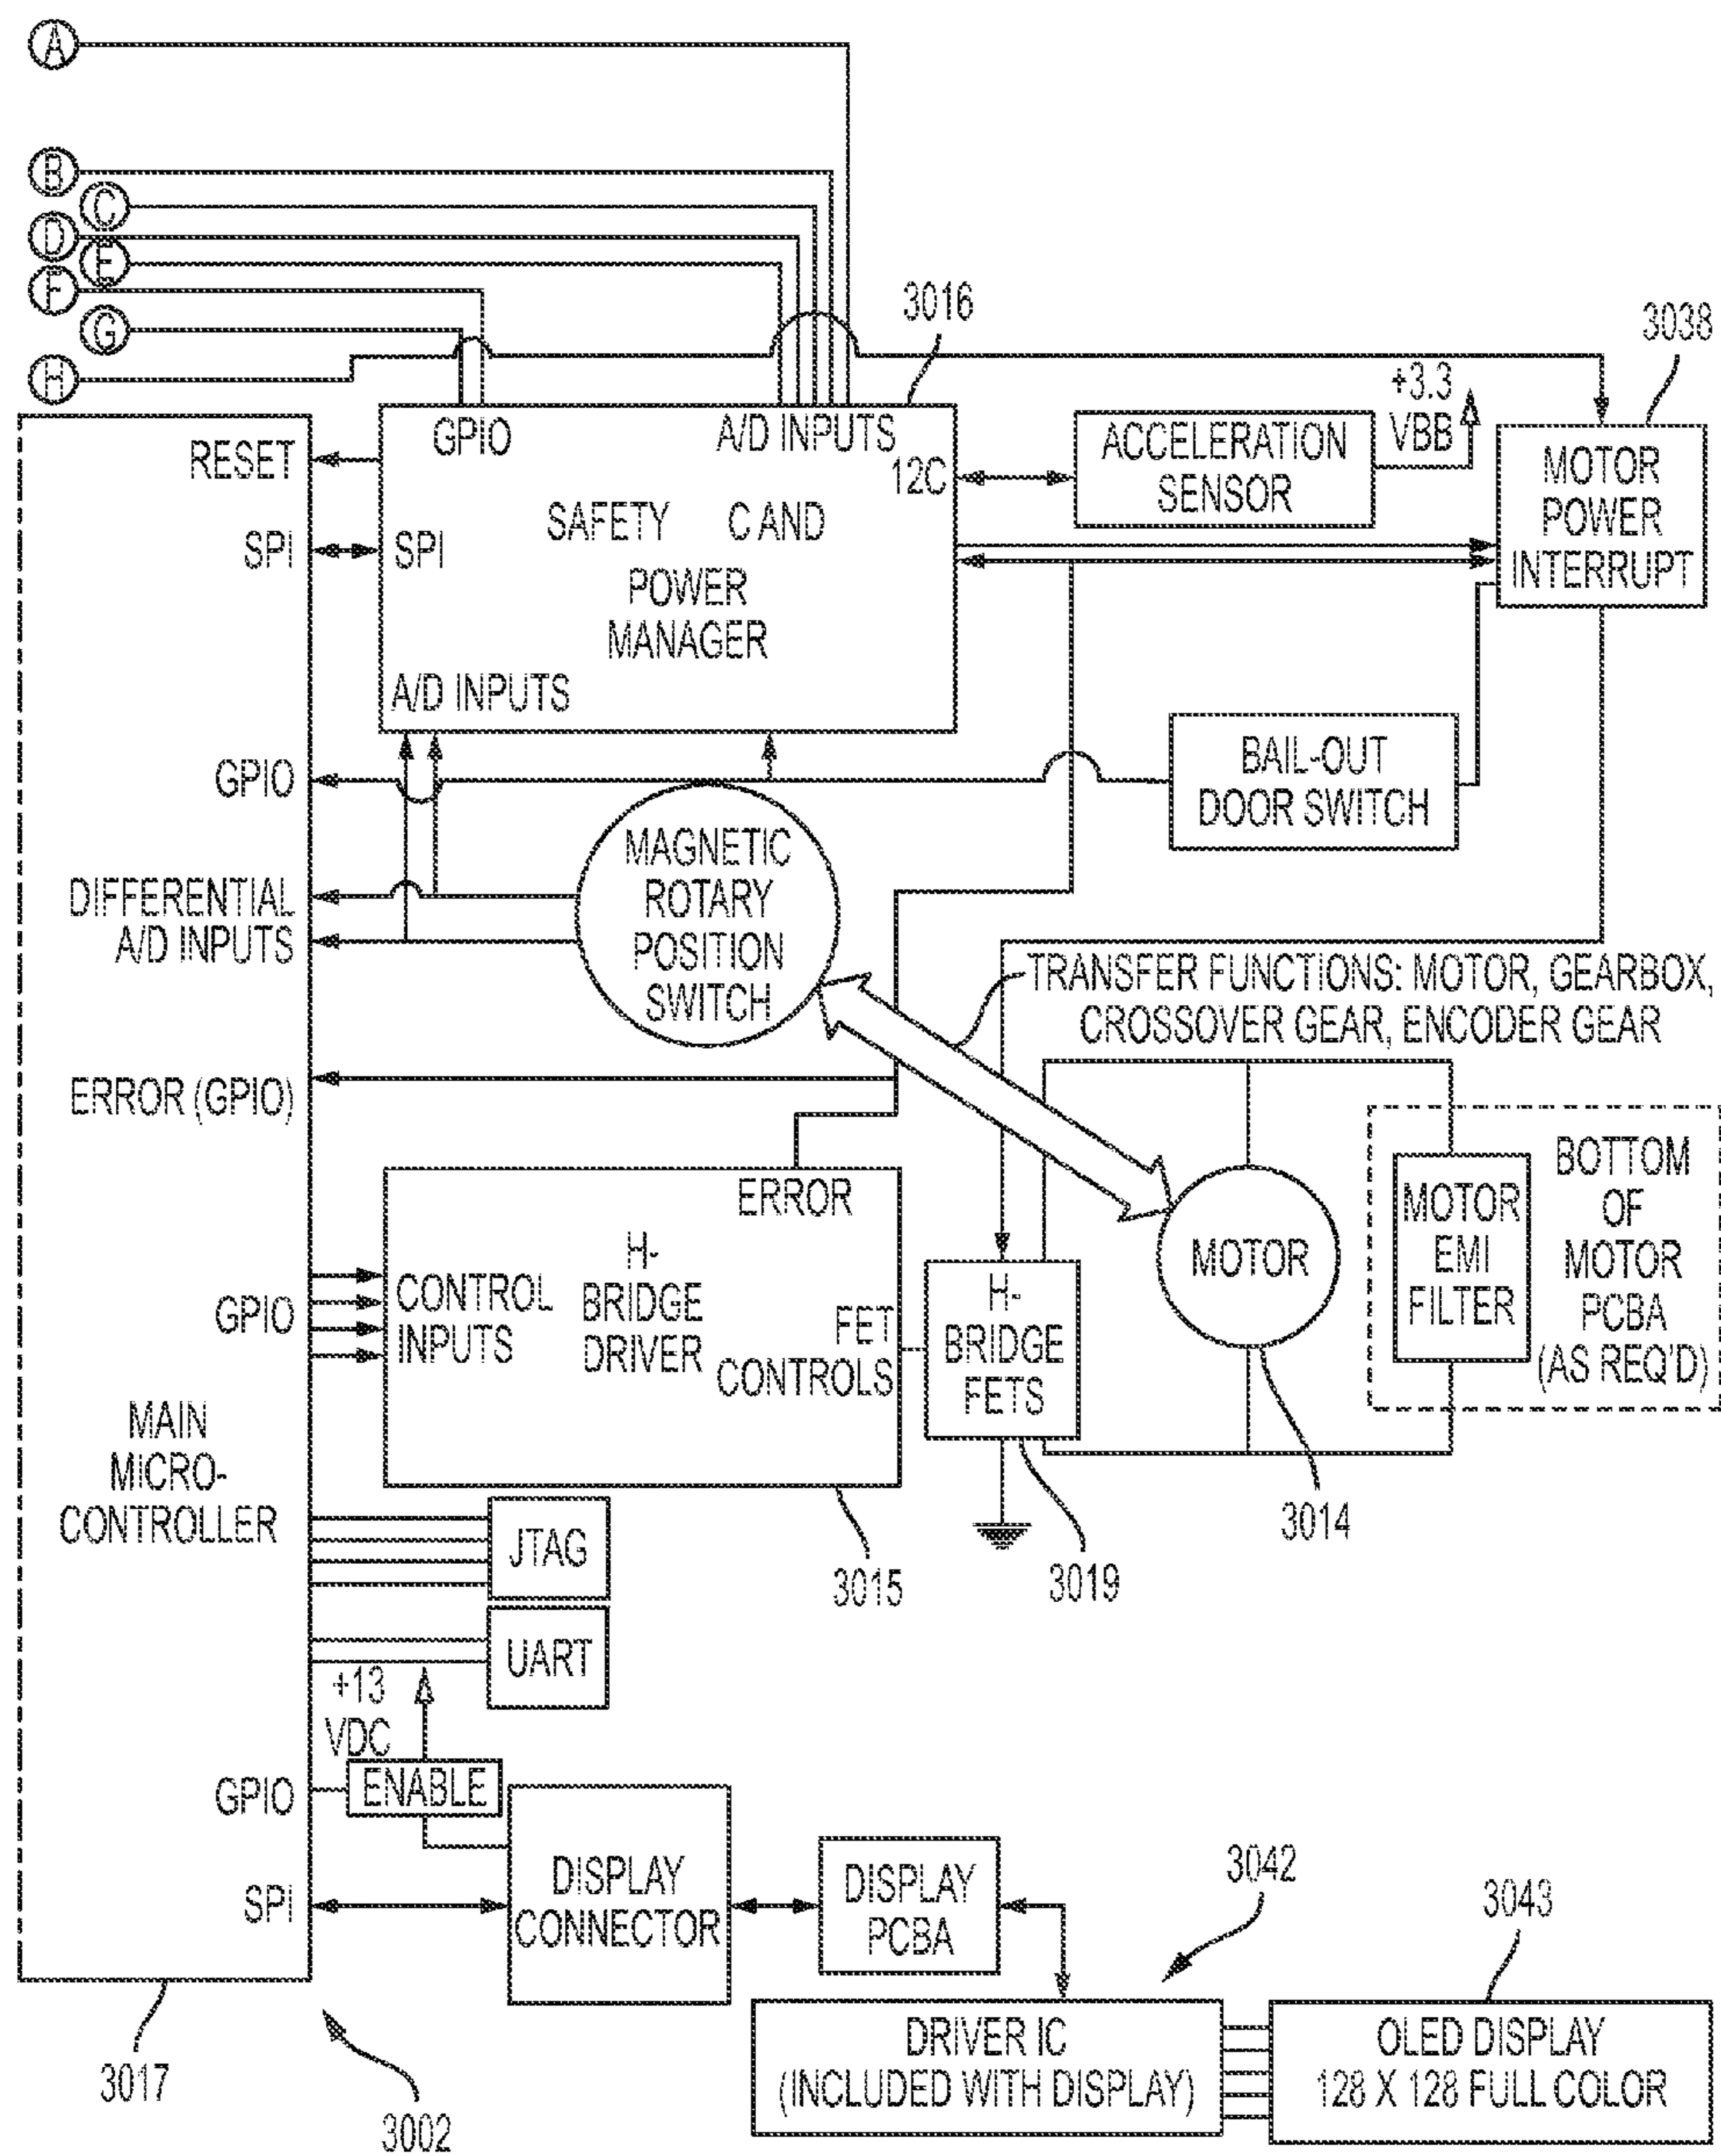 A
B
C
D
E
F
G
H
3016
3038
+3.3
VBB
RESET
GPIO
A/D INPUTS
12C
ACCELERATION
SENSOR
MOTOR
POWER
INTERRUPT
SPI
SPI
SAFETY C AND
POWER
MANAGER
A/D INPUTS
GPIO
BAIL-OUT
DOOR SWITCH
MAGNETIC
ROTARY
POSITION
SWITCH
DIFFERENTIAL
A/D INPUTS
TRANSFER FUNCTIONS: MOTOR, GEARBOX,
CROSSOVER GEAR, ENCODER GEAR
ERROR (GPIO)
ERROR
H-
BRIDGE
DRIVER
CONTROL
INPUTS
GPIO
FET
CONTROLS
H-
BRIDGE
FETS
MOTOR
MOTOR
EMI
FILTER
BOTTOM
OF
MOTOR
PCBA
(AS REQ'D)
MAIN
MICRO-
CONTROLLER
JTAG
3015
3019
3014
UART
+13
VDC
GPIO
ENABLE
SPI
DISPLAY
CONNECTOR
DISPLAY
PCBA
3042
3043
DRIVER IC
(INCLUDED WITH DISPLAY)
OLED DISPLAY
128 X 128 FULL COLOR
3017
3002